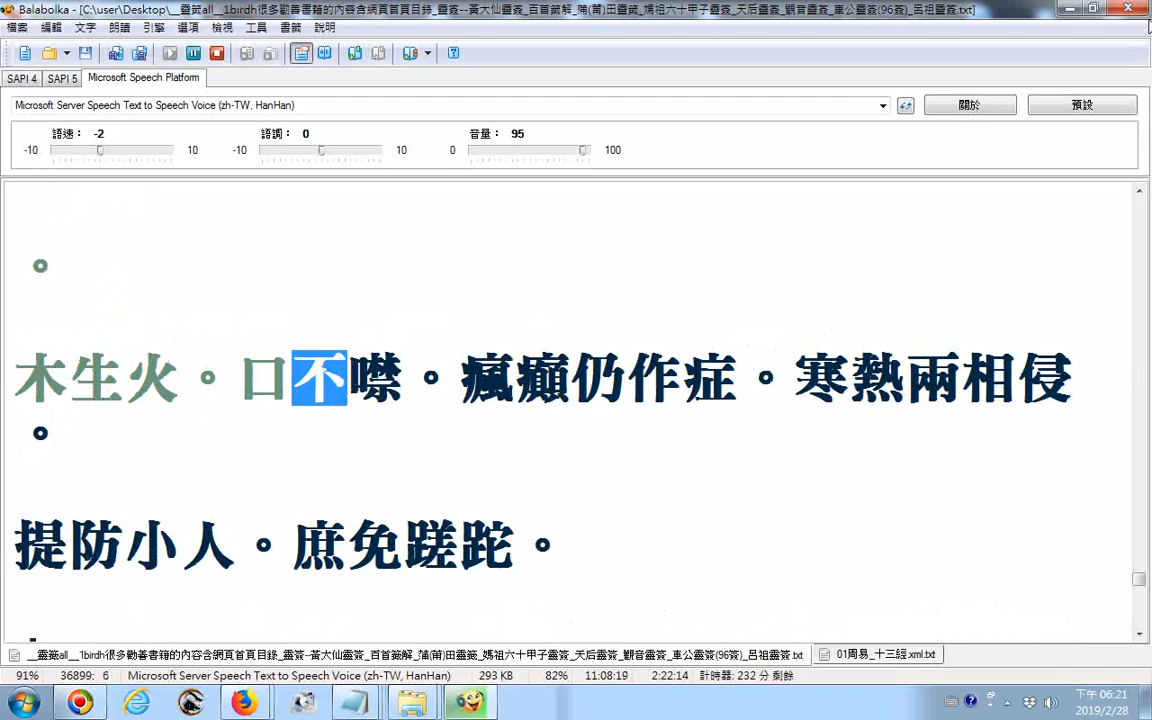 Balabolka - [C:\user\Desktop\__靈籤all__1birdh很多勸善書籍的內容含網頁首頁目錄_靈簽--黃大仙靈簽_百首籤解_蒲(莆)田靈籤_媽祖六十甲子靈簽_天后靈簽_觀音靈簽_車公靈簽(96簽)_呂祖靈簽.txt]
檔案 編輯 文字 朗讀 引擎 選項 檢視 工具 書籤 說明
SAPI 4 SAPI 5 Microsoft Speech Platform
Microsoft Server Speech Text to Speech Voice (zh-TW, HanHan) 關於 預設
語速： -2 語調： 0 音量： 95
-10 10 -10 10 0 100
。
木生火。口不噤。瘋癲仍作症。寒熱兩相侵
。
提防小人。庶免蹉跎。
__靈籤all__1birdh很多勸善書籍的內容含網頁首頁目錄_靈簽--黃大仙靈簽_百首籤解_蒲(莆)田靈籤_媽祖六十甲子靈簽_天后靈簽_觀音靈簽_車公靈簽(96簽)_呂祖靈簽.txt 01周易_十三經.xml.txt
91% 36899: 6 Microsoft Server Speech Text to Speech Voice (zh-TW, HanHan) 293 KB 82% 11:08:19 2:22:14 計時器: 232 分 剩餘
下午 06:21
2019/2/28